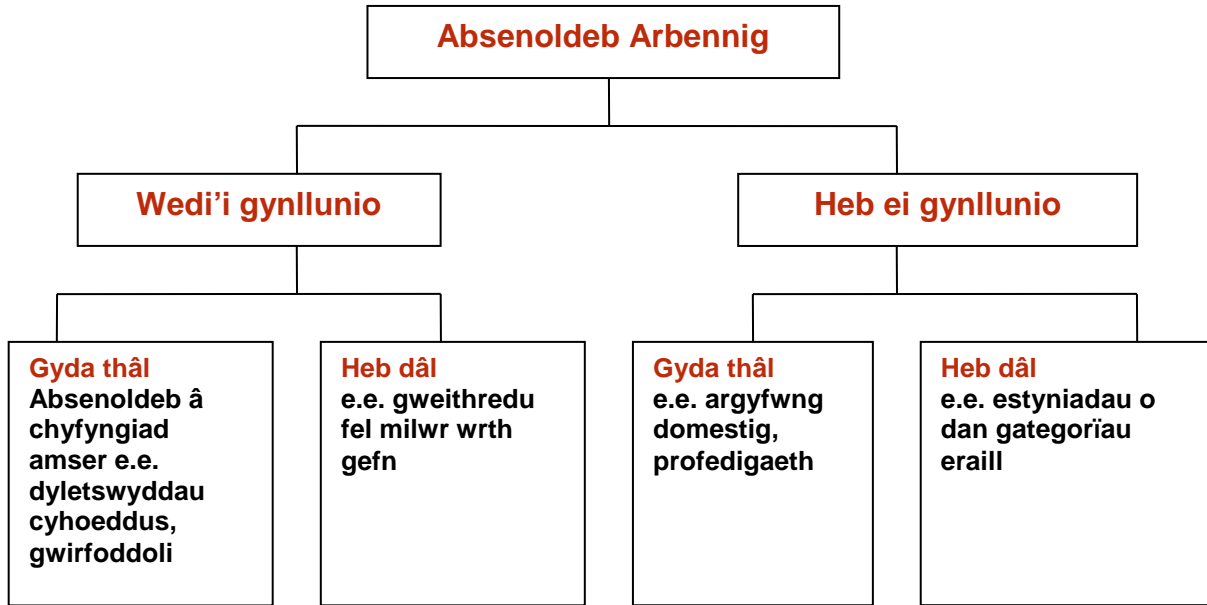 Absenoldeb Arbennig
Wedi’i gynllunio
Heb ei gynllunio
Gyda thâl
Absenoldeb â
chyfyngiad
amser e.e.
dyletswyddau
cyhoeddus,
gwirfoddoli
Heb dâl
e.e. gweithredu
fel milwr wrth
gefn
Gyda thâl
e.e. argyfwng
domestig,
profedigaeth
Heb dâl
e.e. estyniadau o
dan gategorïau
eraill